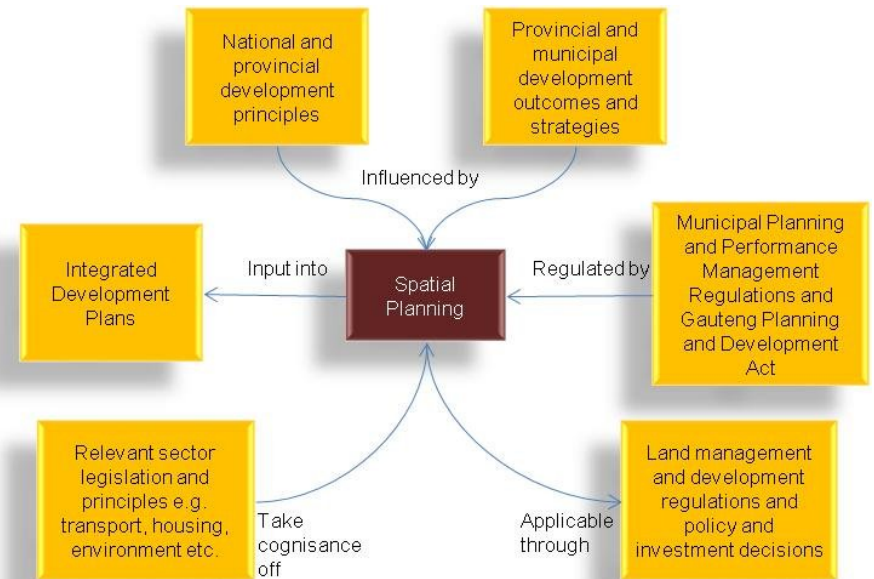 National and
provincial
development
principles
Provincial and
municipal
development
outcomes and
strategies
Influenced by
Integrated
Development
Plans
Input into
Spatial
Planning
Regulated by
Municipal Planning
and Performance
Management
Regulations and
Gauteng Planning
and Development
Act
Relevant sector
legislation and
principles e.g.
transport, housing,
environment etc.
Take
cognisance
off
Applicable
through
Land management
and development
regulations and
policy and
investment decisions